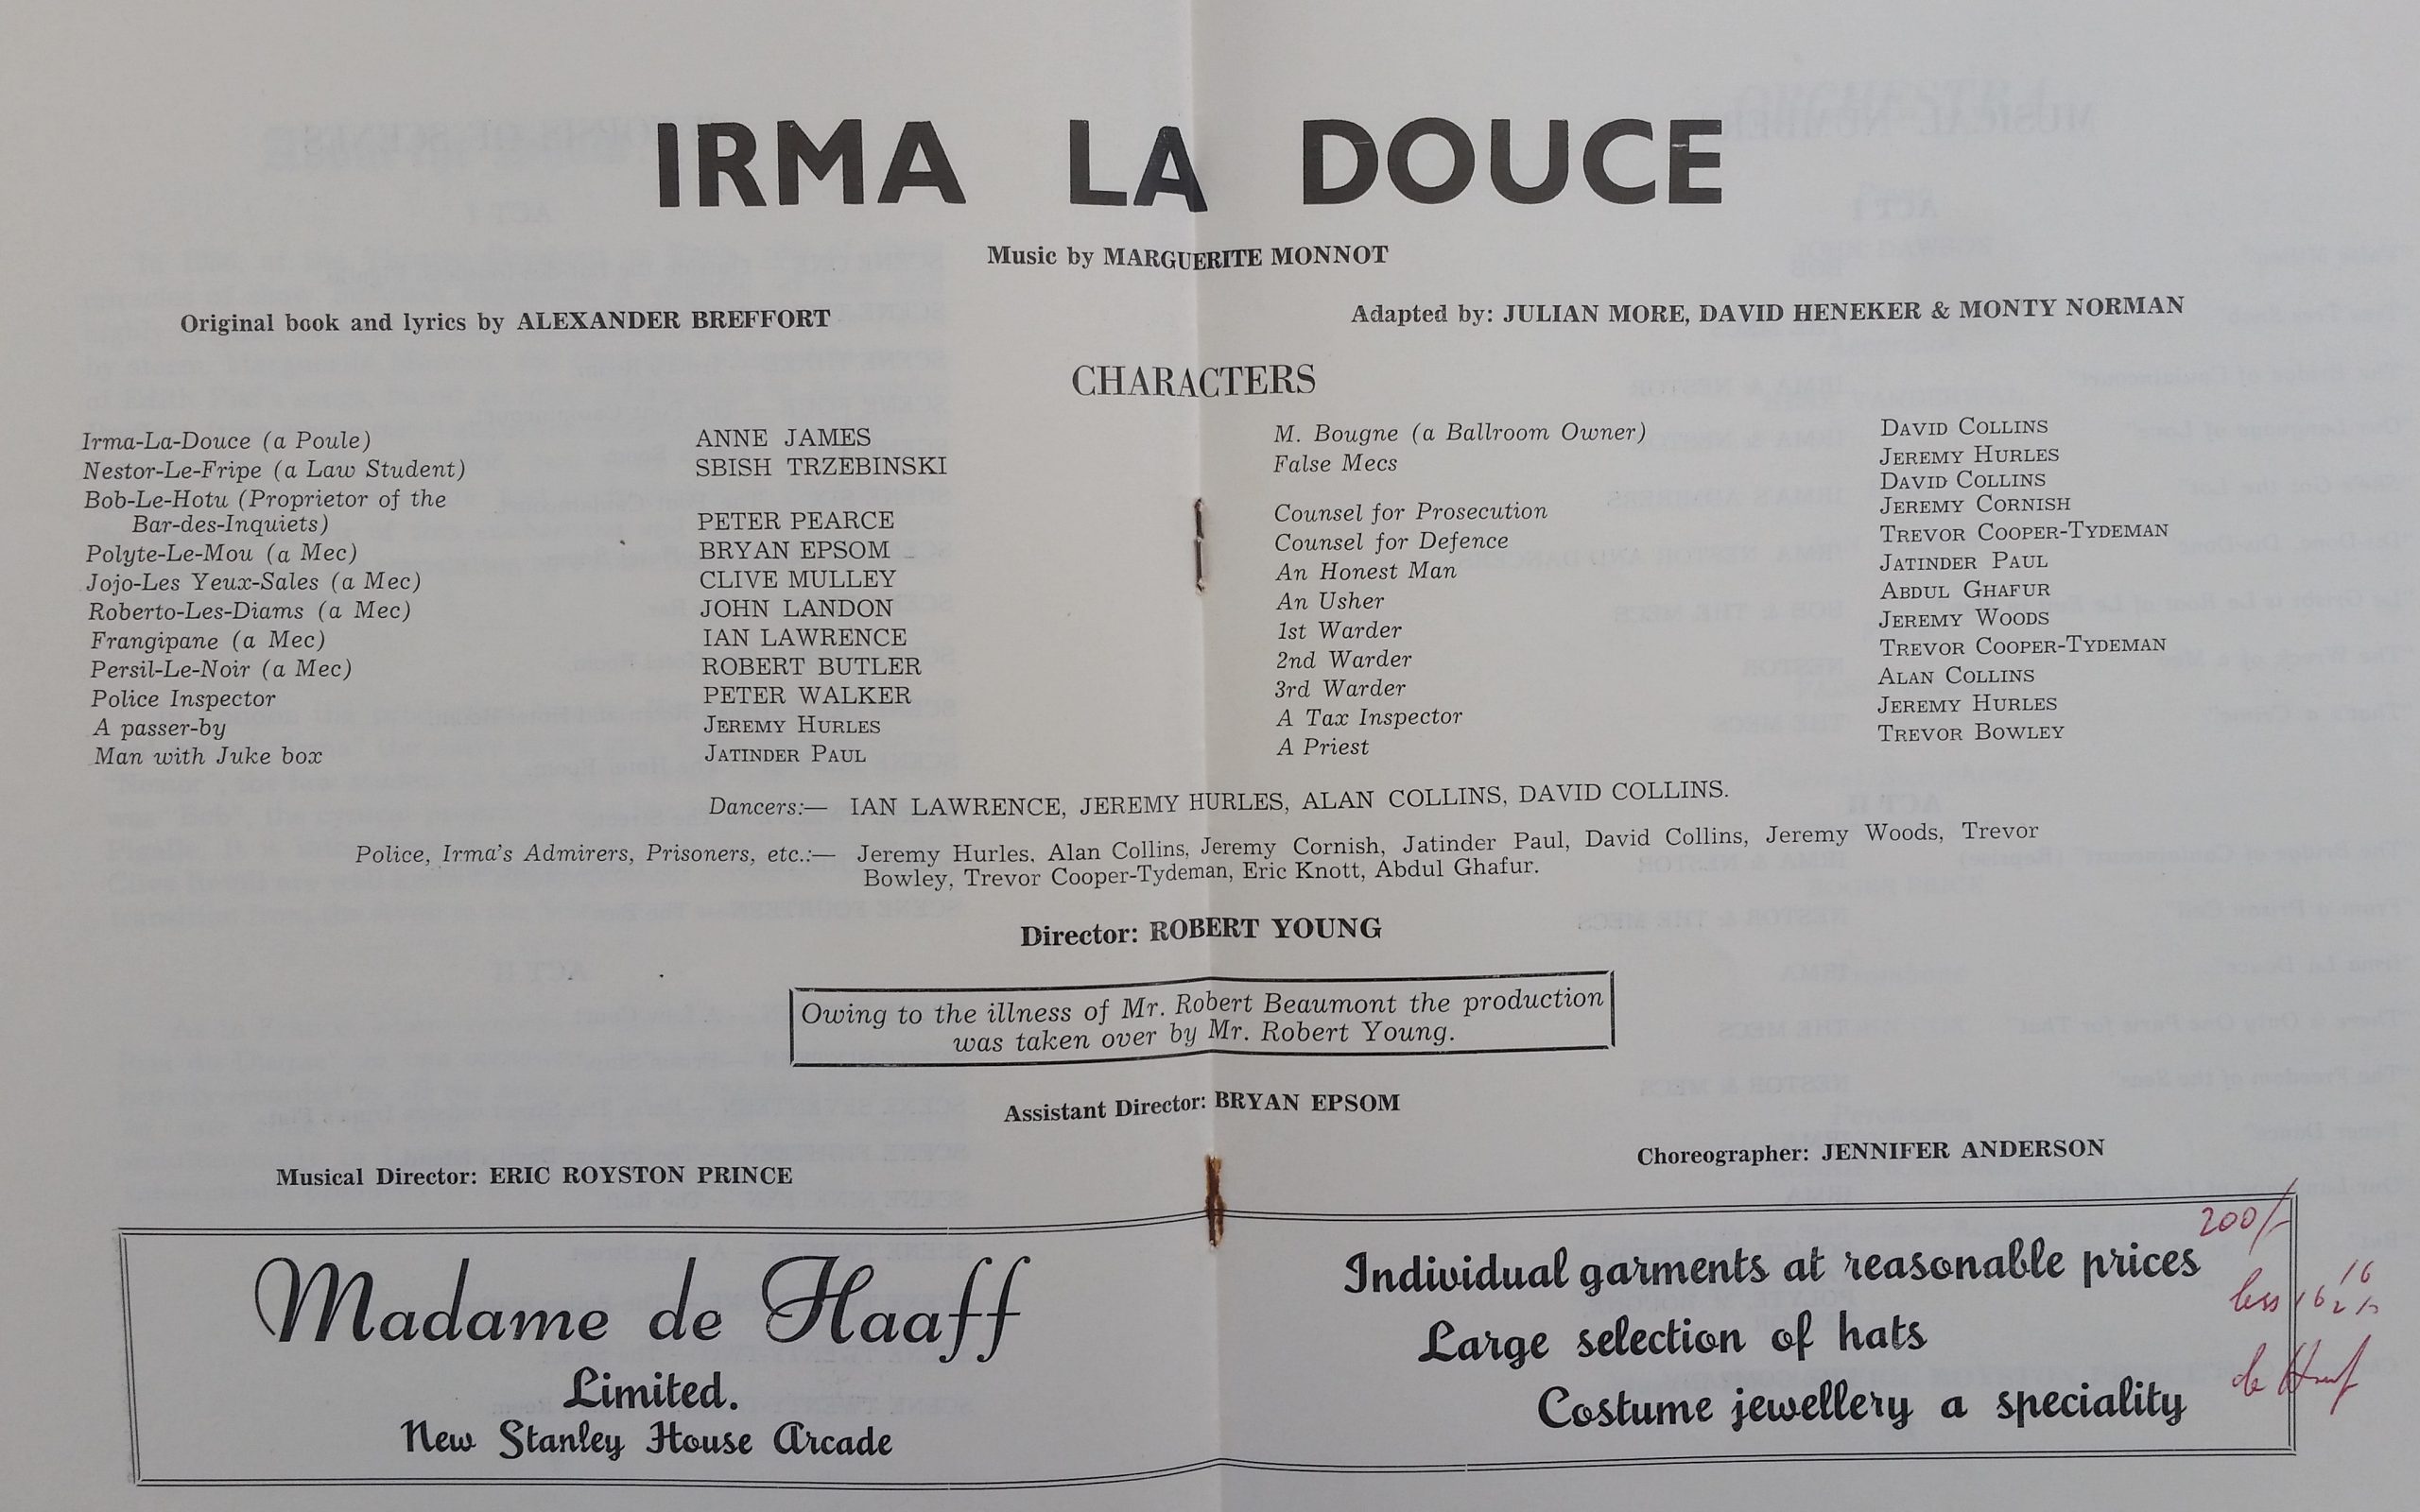 IRMA LA DOUCE
Music by MARGUERITE MONNOT
Original book and lyrics by ALEXANDER BREFFORT
Adapted by: JULIAN MORE, DAVID HENEKER & MONTY NORMAN
CHARACTERS
Irma-La-Douce (a Poule) ANNE JAMES
Nestor-Le-Fripe (a Law Student) SBISH TRZEBINSKI
Bob-Le-Hotu (Proprietor of the
Bar-des-Inquiets) PETER PEARCE
Polyte-Le-Mou (a Mec) BRYAN EPSOM
Jojo-Les Yeux-Sales (a Mec) CLIVE MULLEY
Roberto-Les-Diams (a Mec) JOHN LANDON
Frangipane (a Mec) IAN LAWRENCE
Persil-Le-Noir (a Mec) ROBERT BUTLER
Police Inspector PETER WALKER
A passer-by JEREMY HURLES
Man with Juke box JATINDER PAUL
M. Bougne (a Ballroom Owner) DAVID COLLINS
False Mecs JEREMY HURLES
DAVID COLLINS
Counsel for Prosecution JEREMY CORNISH
Counsel for Defence TREVOR COOPER-TYDEMAN
An Honest Man JATINDER PAUL
An Usher ABDUL GHAFUR
1st Warder JEREMY WOODS
2nd Warder TREVOR COOPER-TYDEMAN
3rd Warder ALAN COLLINS
A Tax Inspector JEREMY HURLES
A Priest TREVOR BOWLEY
Dancers:— IAN LAWRENCE, JEREMY HURLES, ALAN COLLINS, DAVID COLLINS.
Police, Irma's Admirers, Prisoners, etc.:— Jeremy Hurles, Alan Collins, Jeremy Cornish, Jatinder Paul, David Collins, Jeremy Woods, Trevor
Bowley, Trevor Cooper-Tydeman, Eric Knott, Abdul Ghafur.
Director: ROBERT YOUNG
Owing to the illness of Mr. Robert Beaumont the production
was taken over by Mr. Robert Young.
Assistant Director: BRYAN EPSOM
Musical Director: ERIC ROYSTON PRINCE
Choreographer: JENNIFER ANDERSON
Madame de Haaff
Limited.
New Stanley House Arcade
Individual garments at reasonable prices
Large selection of hats
Costume jewellery a speciality
200/-
less